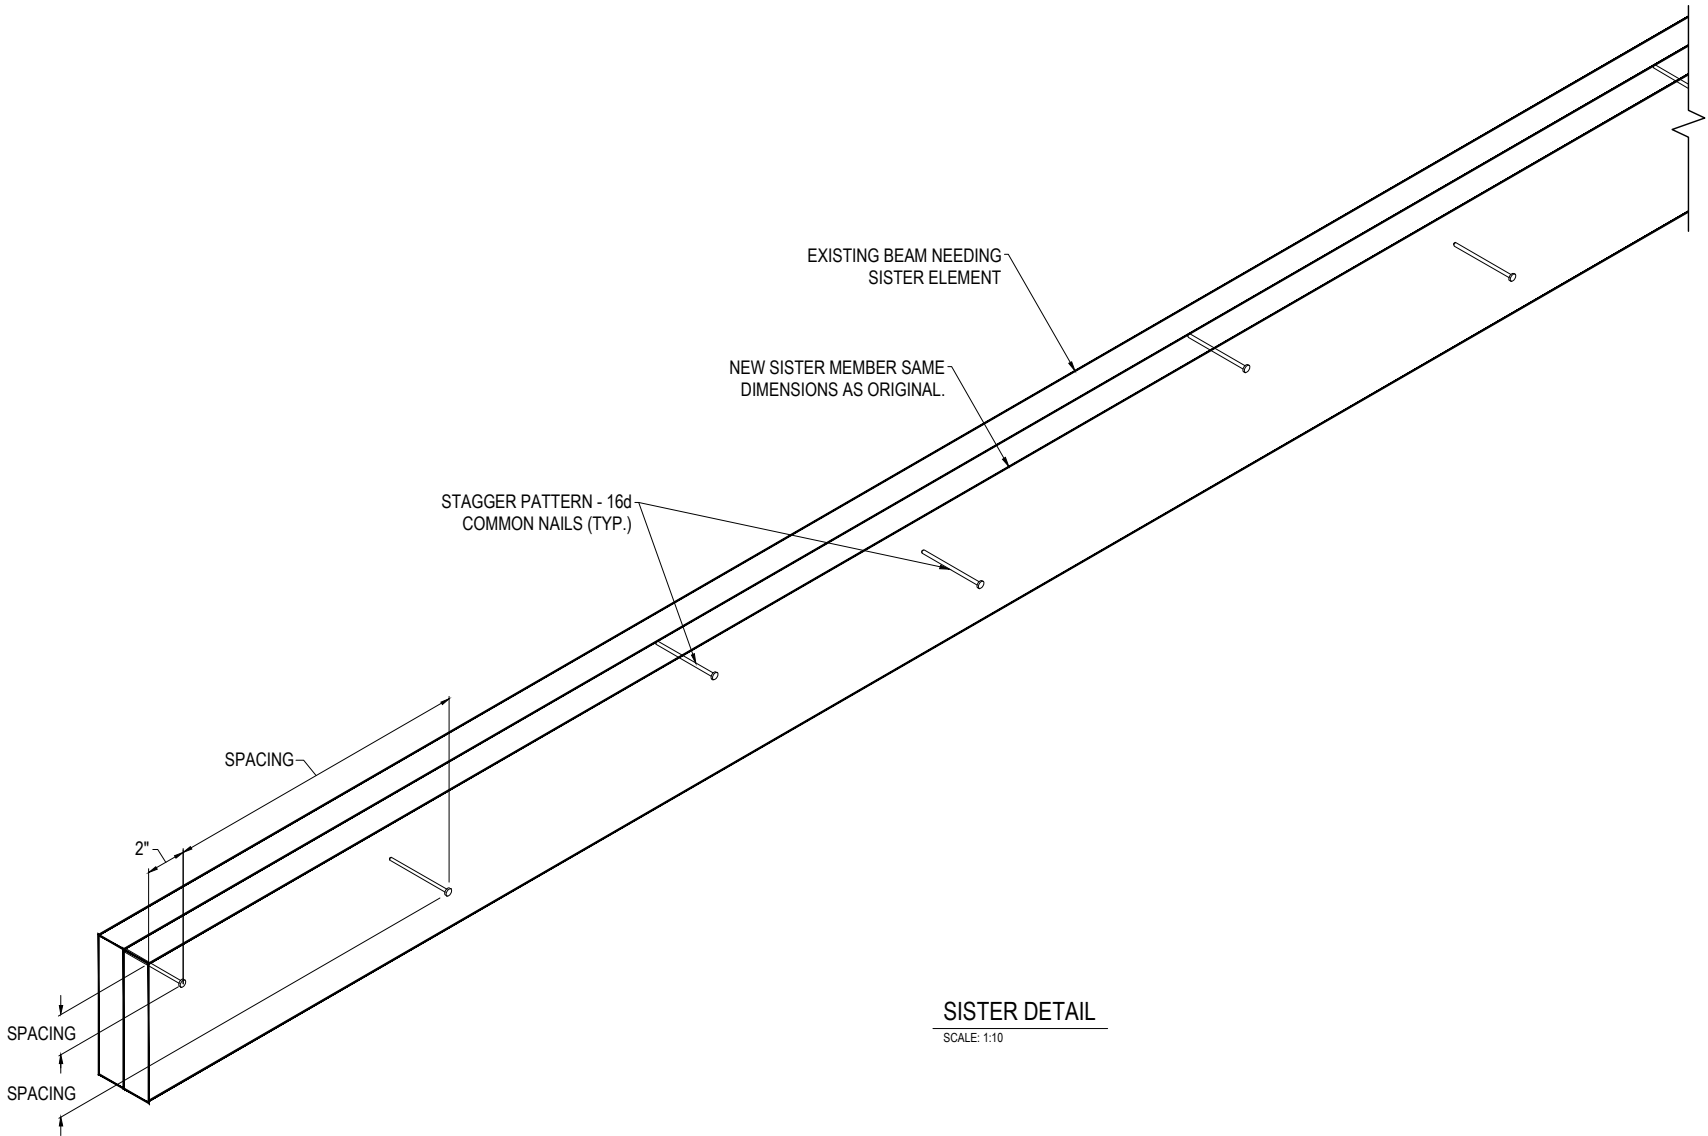 EXISTING BEAM NEEDING
SISTER ELEMENT
NEW SISTER MEMBER SAME
DIMENSIONS AS ORIGINAL.
STAGGER PATTERN - 16d
COMMON NAILS (TYP.)
SPACING
2"
SPACING
SPACING
SISTER DETAIL
SCALE: 1:10